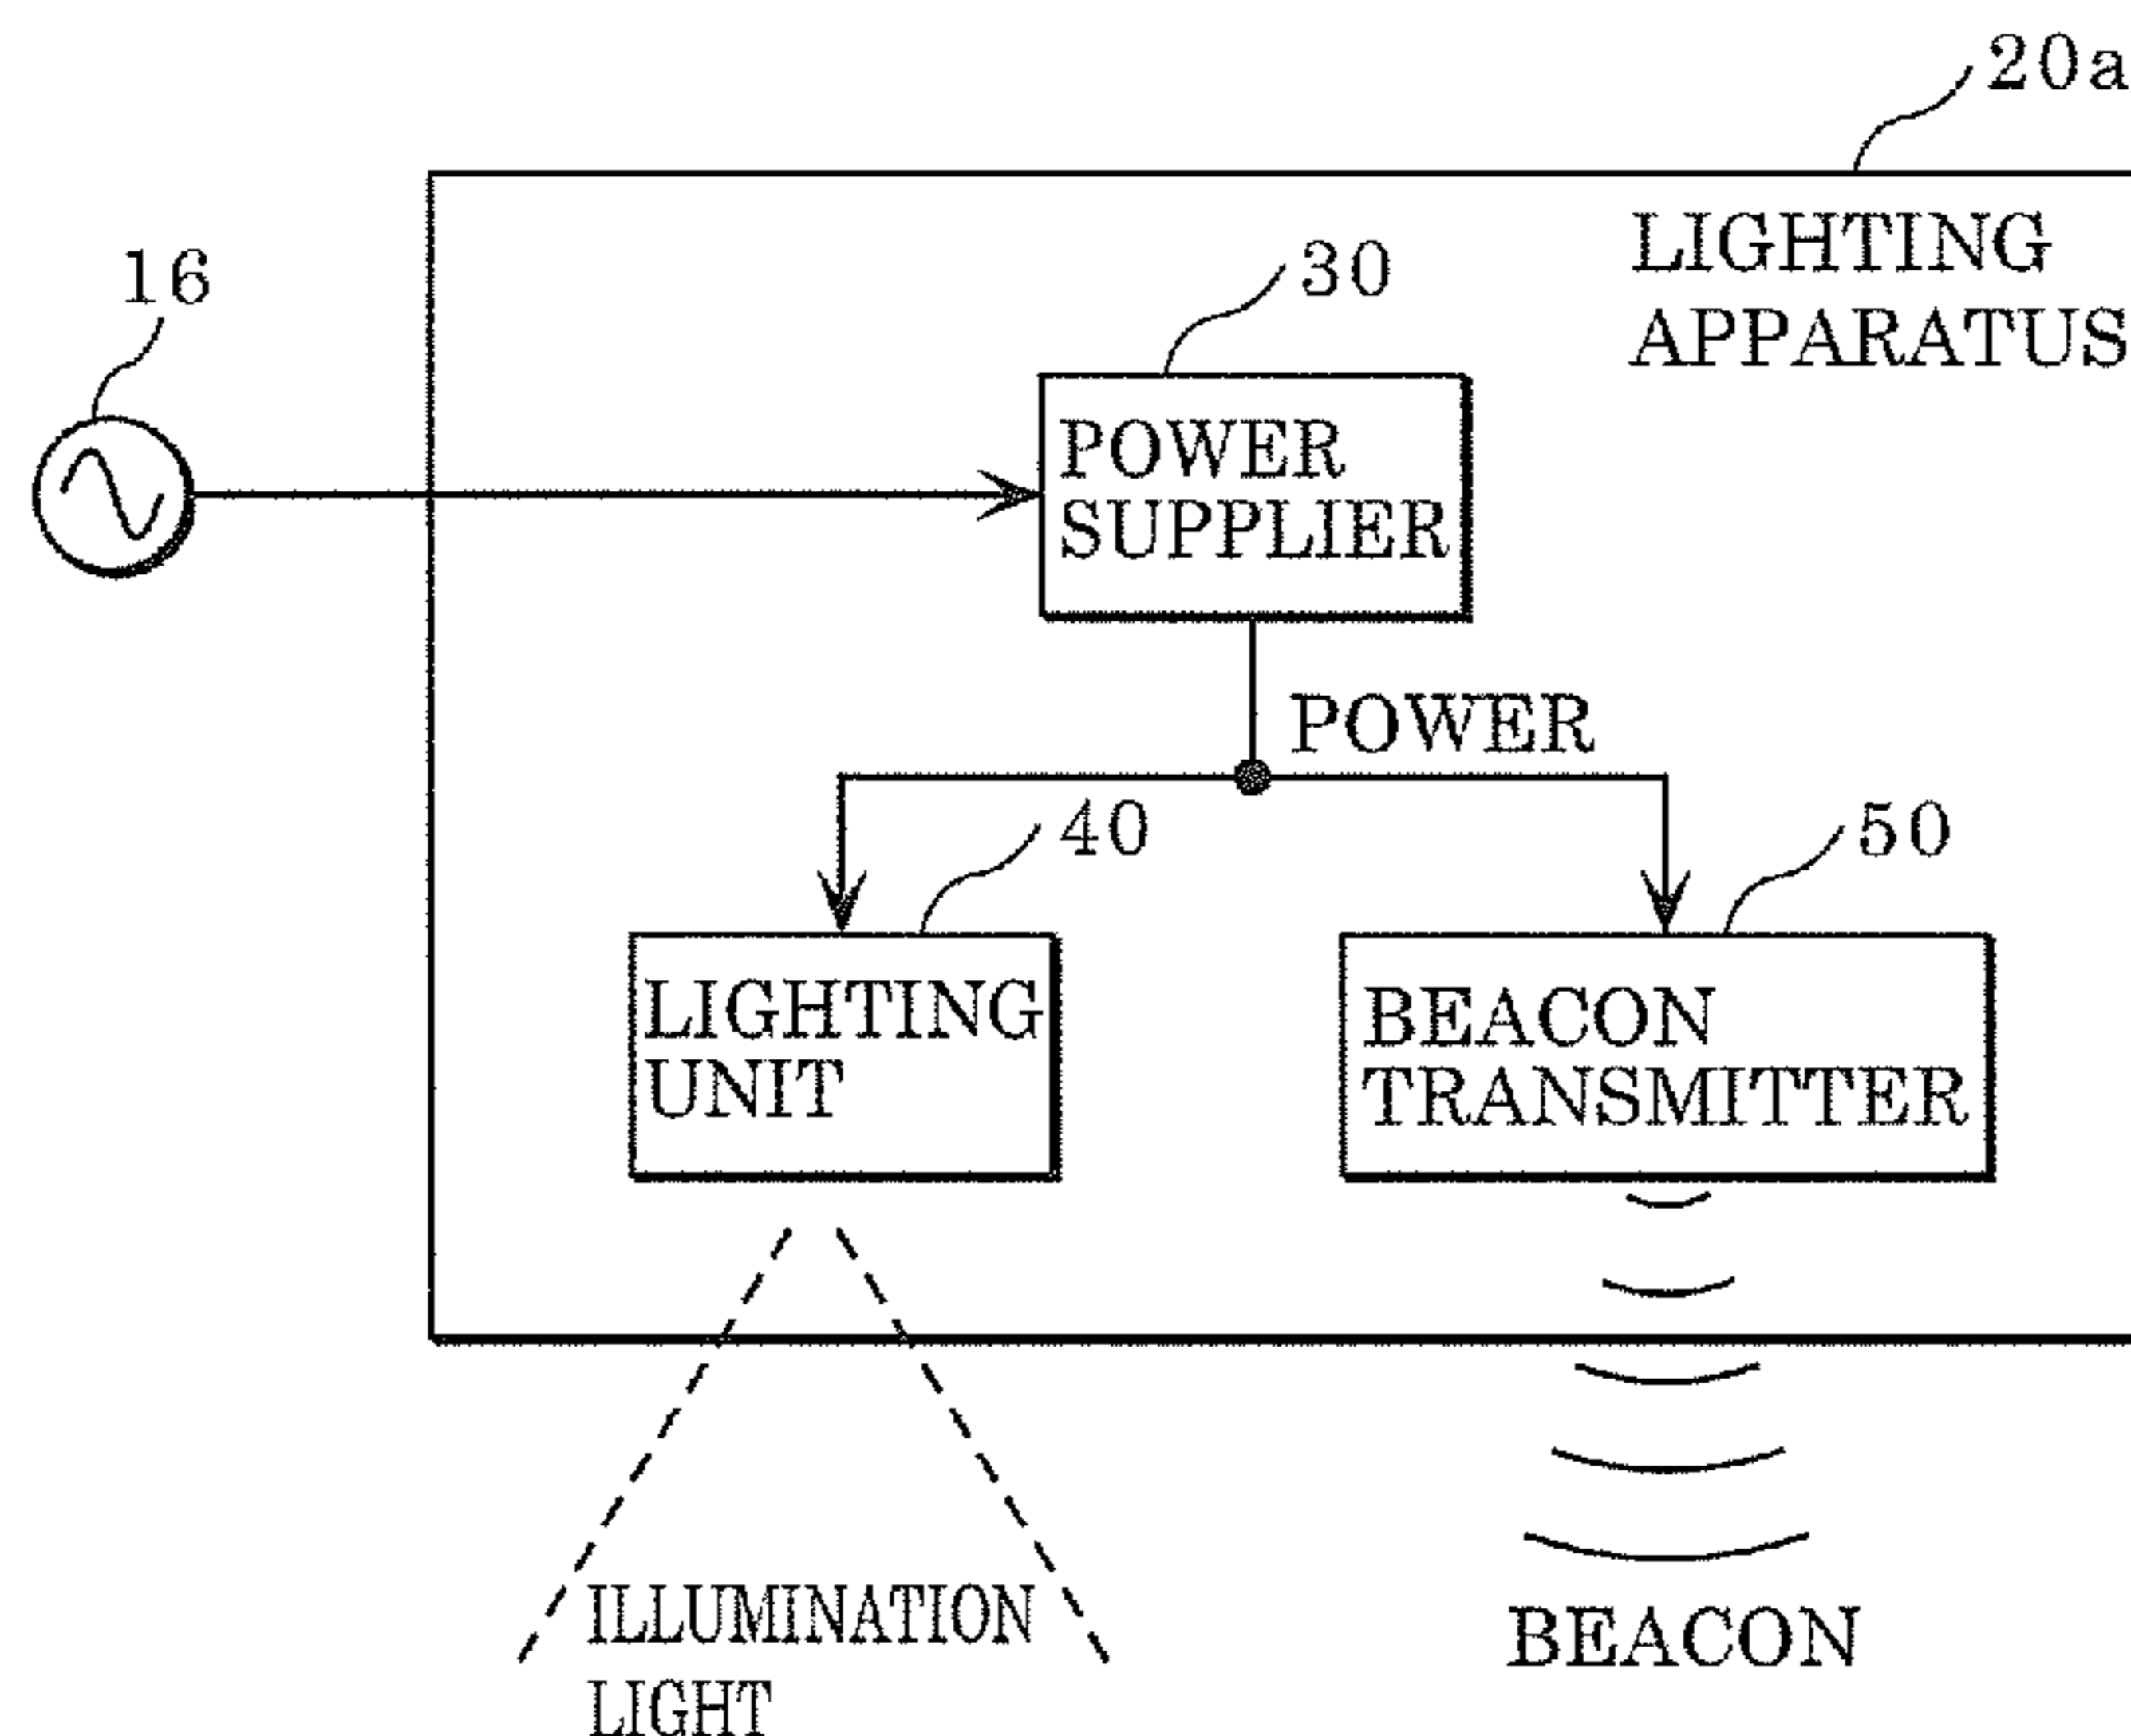 20a
LIGHTING
APPARATUS
16
30
POWER
SUPPLIER
POWER
40
50
LIGHTING
UNIT
BEACON
TRANSMITTER
ILLUMINATION
LIGHT
BEACON